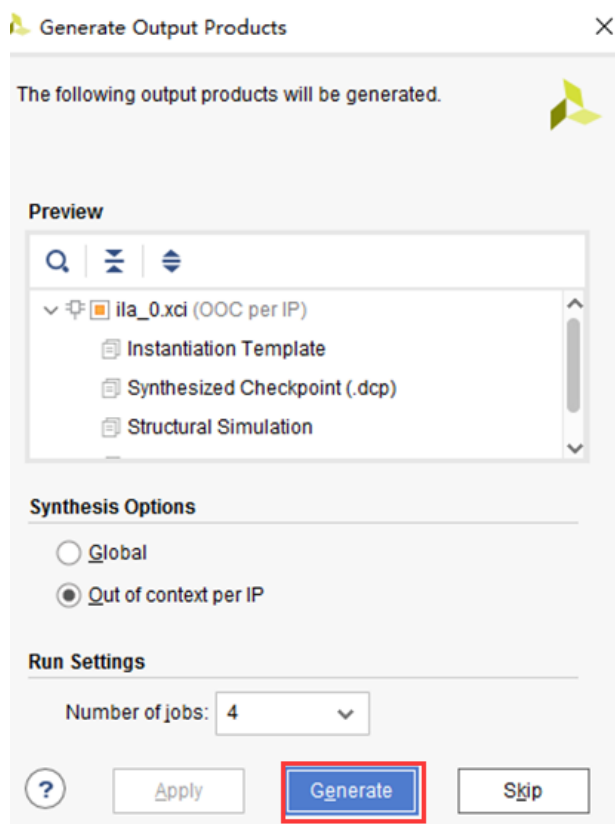 Generate Output Products
The following output products will be generated.
Preview
ila_0.xci (OOC per IP)
Instantiation Template
Synthesized Checkpoint (.dcp)
Structural Simulation
Synthesis Options
Global
Out of context per IP
Run Settings
Number of jobs: 4
? Apply Generate Skip